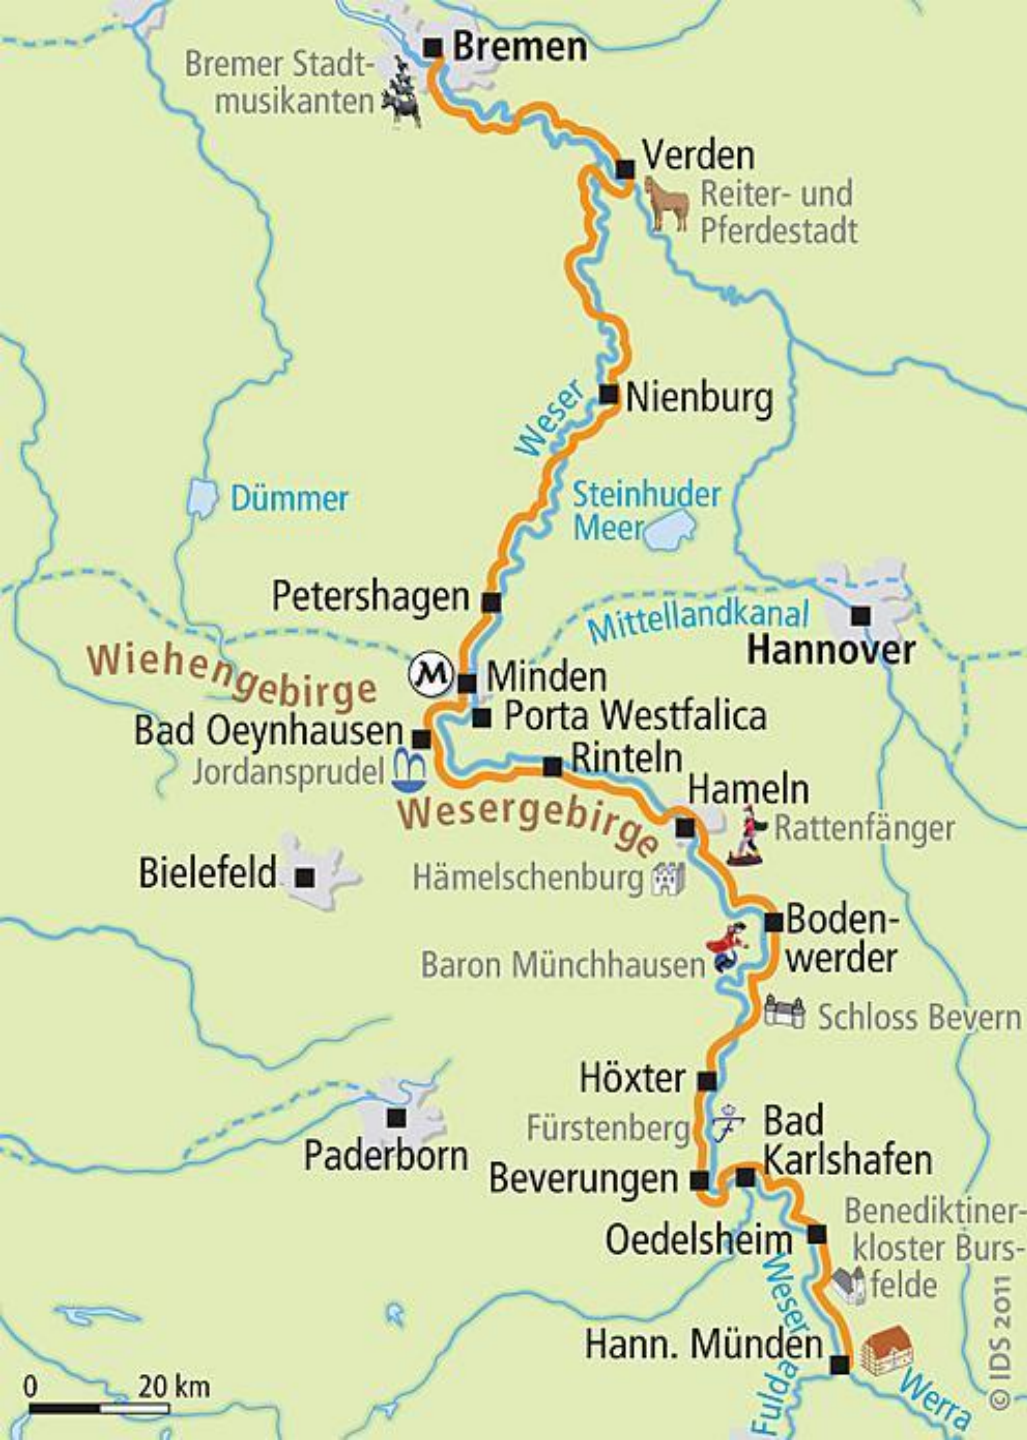 Bremen
Bremer Stadt-
musikanten
Verden
Reiter- und
Pferdestadt
Nienburg
Weser
Dümmer
Steinhuder
Meer
Petershagen
Mittellandkanal
Hannover
Wiehengebirge
M
Minden
Porta Westfalica
Bad Oeynhausen
Jordansprudel
Rinteln
Hameln
Wesergebirge
Rattenfänger
Bielefeld
Hämelschenburg
Boden-
werder
Baron Münchhausen
Schloss Bevern
Höxter
Fürstenberg
Bad
Karlshafen
Paderborn
Beverungen
Oedelsheim
Benediktiner-
kloster Burs-
felde
Weser
Hann. Münden
Fulda
Werra
0 20 km
© IDS 2011